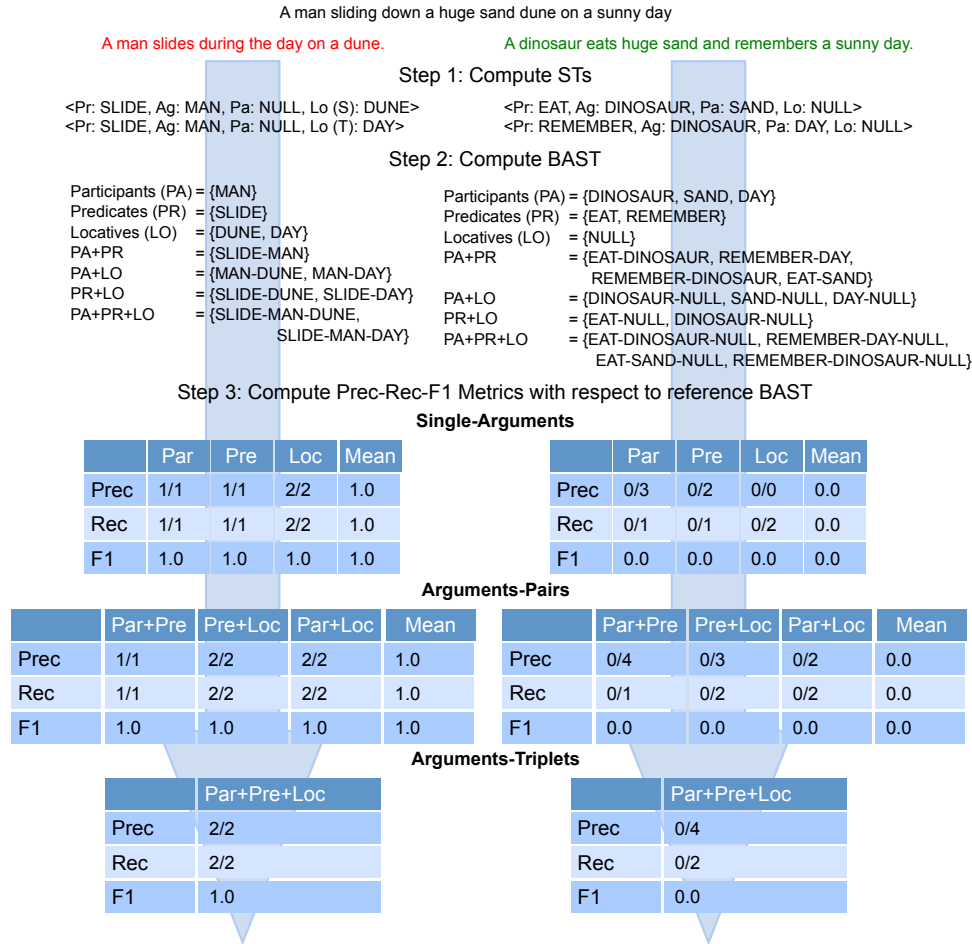 A man sliding down a huge sand dune on a sunny day
A man slides during the day on a dune.
A dinosaur eats huge sand and remembers a sunny day.
Step 1: Compute STs
<Pr: SLIDE, Ag: MAN, Pa: NULL, Lo (S): DUNE>
<Pr: SLIDE, Ag: MAN, Pa: NULL, Lo (T): DAY>
<Pr: EAT, Ag: DINOSAUR, Pa: SAND, Lo: NULL>
<Pr: REMEMBER, Ag: DINOSAUR, Pa: DAY, Lo: NULL>
Step 2: Compute BAST
Participants (PA) = {MAN}
Predicates (PR) = {SLIDE}
Locatives (LO) = {DUNE, DAY}
PA+PR = {SLIDE-MAN}
PA+LO = {MAN-DUNE, MAN-DAY}
PR+LO = {SLIDE-DUNE, SLIDE-DAY}
PA+PR+LO = {SLIDE-MAN-DUNE,
SLIDE-MAN-DAY}
Participants (PA) = {DINOSAUR, SAND, DAY}
Predicates (PR) = {EAT, REMEMBER}
Locatives (LO) = {NULL}
PA+PR = {EAT-DINOSAUR, REMEMBER-DAY,
REMEMBER-DINOSAUR, EAT-SAND}
PA+LO = {DINOSAUR-NULL, SAND-NULL, DAY-NULL}
PR+LO = {EAT-NULL, DINOSAUR-NULL}
PA+PR+LO = {EAT-DINOSAUR-NULL, REMEMBER-DAY-NULL,
EAT-SAND-NULL, REMEMBER-DINOSAUR-NULL}
Step 3: Compute Prec-Rec-F1 Metrics with respect to reference BAST
Single-Arguments
Par Pre Loc Mean
Prec 1/1 1/1 2/2 1.0
Rec 1/1 1/1 2/2 1.0
F1 1.0 1.0 1.0 1.0
Par Pre Loc Mean
Prec 0/3 0/2 0/0 0.0
Rec 0/1 0/1 0/2 0.0
F1 0.0 0.0 0.0 0.0
Arguments-Pairs
Par+Pre Pre+Loc Par+Loc Mean
Prec 1/1 2/2 2/2 1.0
Rec 1/1 2/2 2/2 1.0
F1 1.0 1.0 1.0 1.0
Par+Pre Pre+Loc Par+Loc Mean
Prec 0/4 0/3 0/2 0.0
Rec 0/1 0/2 0/2 0.0
F1 0.0 0.0 0.0 0.0
Arguments-Triplets
Par+Pre+Loc
Prec 2/2
Rec 2/2
F1 1.0
Par+Pre+Loc
Prec 0/4
Rec 0/2
F1 0.0